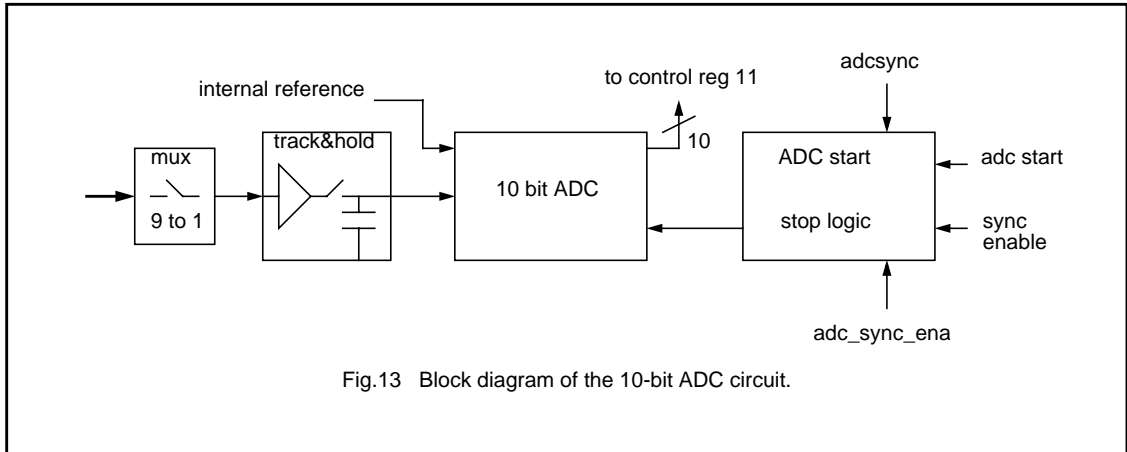 to control reg 11
adcsync
internal reference
track&hold
10
mux
9 to 1
10 bit ADC
ADC start
stop logic
adc start
sync
enable
adc_sync_ena
Fig.13 Block diagram of the 10-bit ADC circuit.